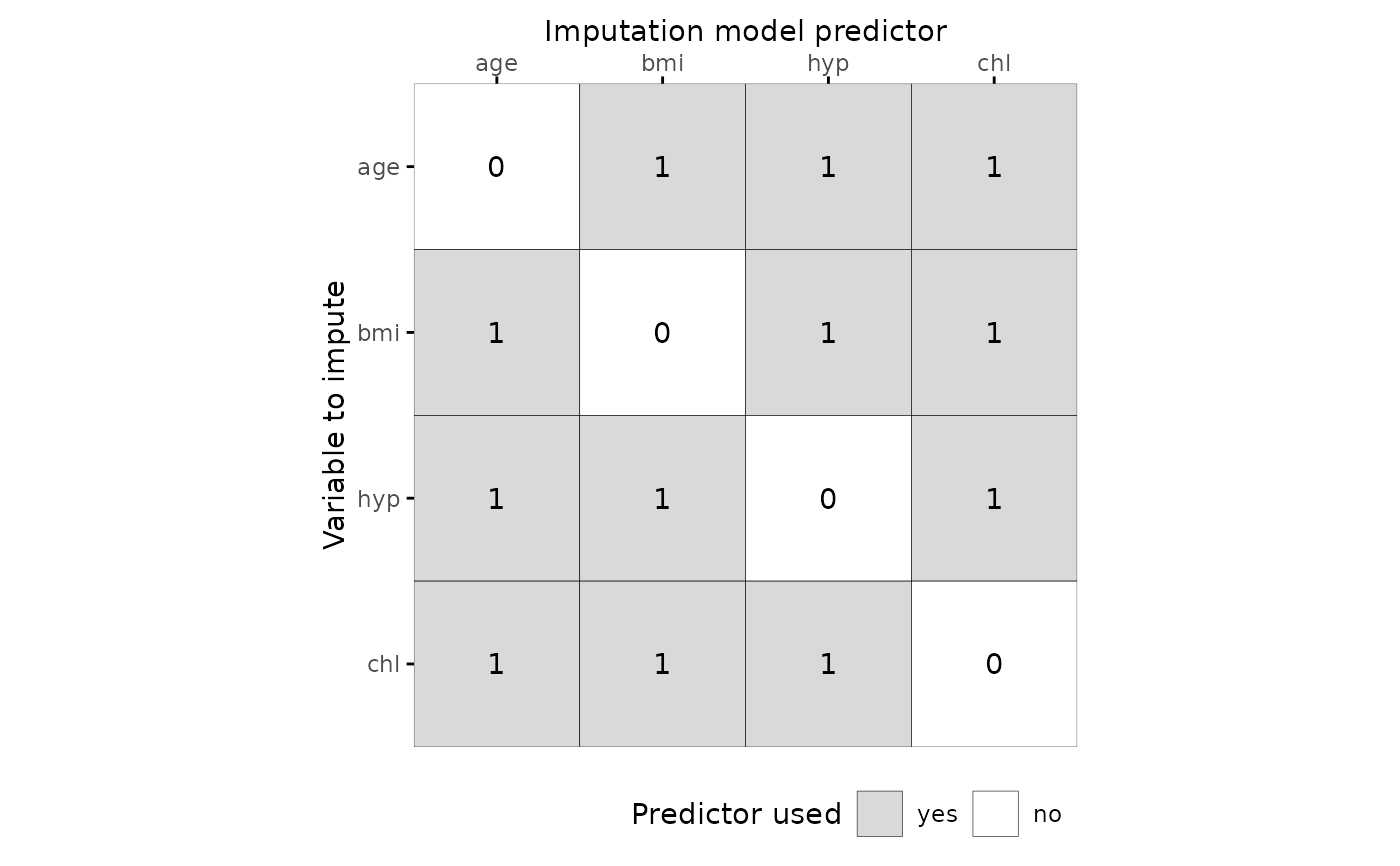 Imputation model predictor
age bmi hyp chl
age 0 1 1 1
Variable to impute
bmi 1 0 1 1
hyp 1 1 0 1
chl 1 1 1 0
Predictor used yes no